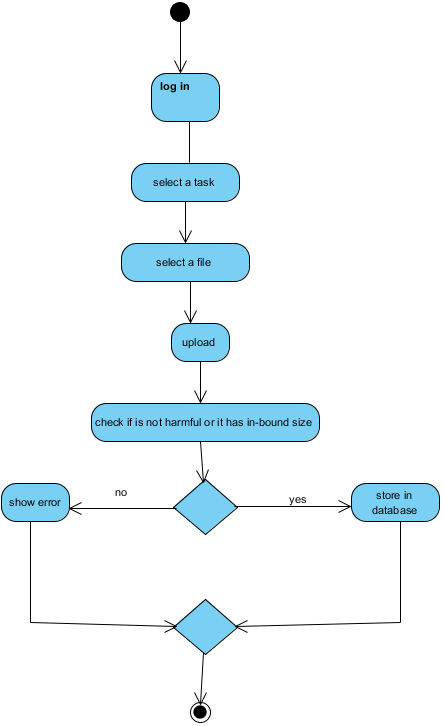 log in
select a task
select a file
upload
check if is not harmful or it has in-bound size
no
yes
show error
store in
database